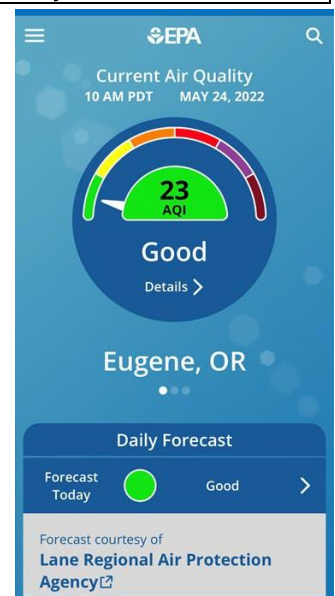 EPA
Current Air Quality
10 AM PDT MAY 24, 2022
23
AQI
Good
Details
Eugene, OR
Daily Forecast
Forecast
Today
Good
Forecast courtesy of
Lane Regional Air Protection
Agency